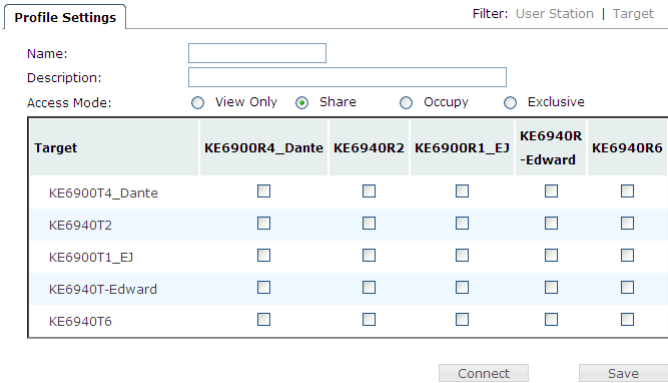 Profile Settings
Filter: User Station | Target
Name:
Description:
Access Mode: View Only Share Occupy Exclusive
Target KE6900R4_Dante KE6940R2 KE6900R1_EJ KE6940R
-Edward KE6940R6
KE6900T4_Dante
KE6940T2
KE6900T1_EJ
KE6940T-Edward
KE6940T6
Connect Save